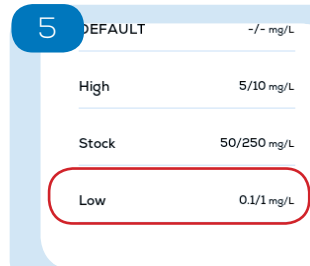 5
DEFAULT -/- mg/L
High 5/10 mg/L
Stock 50/250 mg/L
Low 0.1/1 mg/L